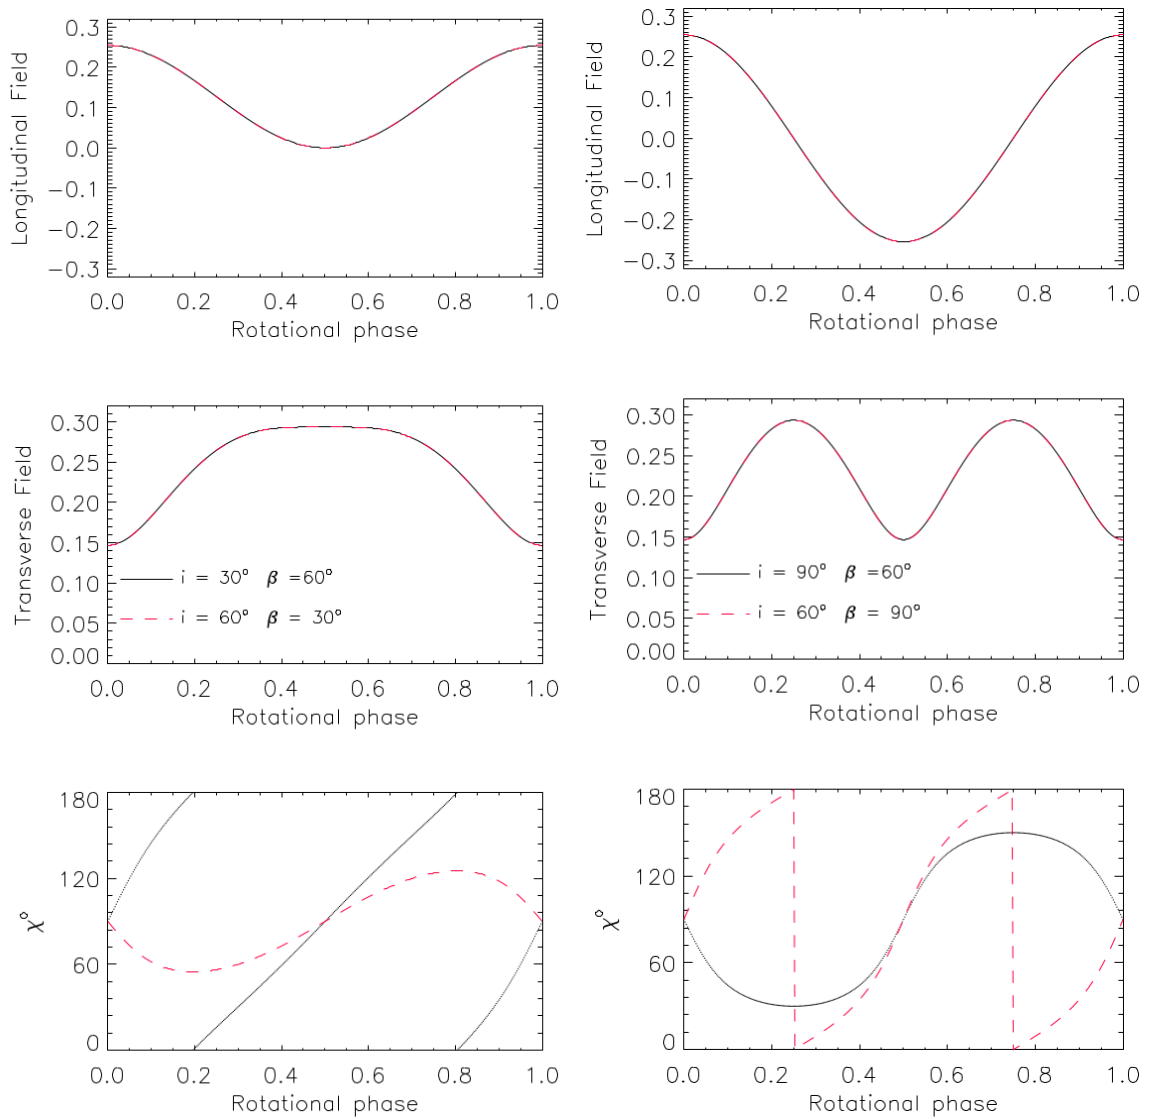 Longitudinal Field
0.3
0.2
0.1
0.0
−0.1
−0.2
−0.3
0.0 0.2 0.4 0.6 0.8 1.0
Rotational phase
Longitudinal Field
0.3
0.2
0.1
0.0
−0.1
−0.2
−0.3
0.0 0.2 0.4 0.6 0.8 1.0
Rotational phase
Transverse Field
0.30
0.25
0.20
0.15
0.10
0.05
0.00
i = 30° β =60°
i = 60° β = 30°
0.0 0.2 0.4 0.6 0.8 1.0
Rotational phase
Transverse Field
0.30
0.25
0.20
0.15
0.10
0.05
0.00
i = 90° β =60°
i = 60° β = 90°
0.0 0.2 0.4 0.6 0.8 1.0
Rotational phase
χ°
180
120
60
0
0.0 0.2 0.4 0.6 0.8 1.0
Rotational phase
χ°
180
120
60
0
0.0 0.2 0.4 0.6 0.8 1.0
Rotational phase